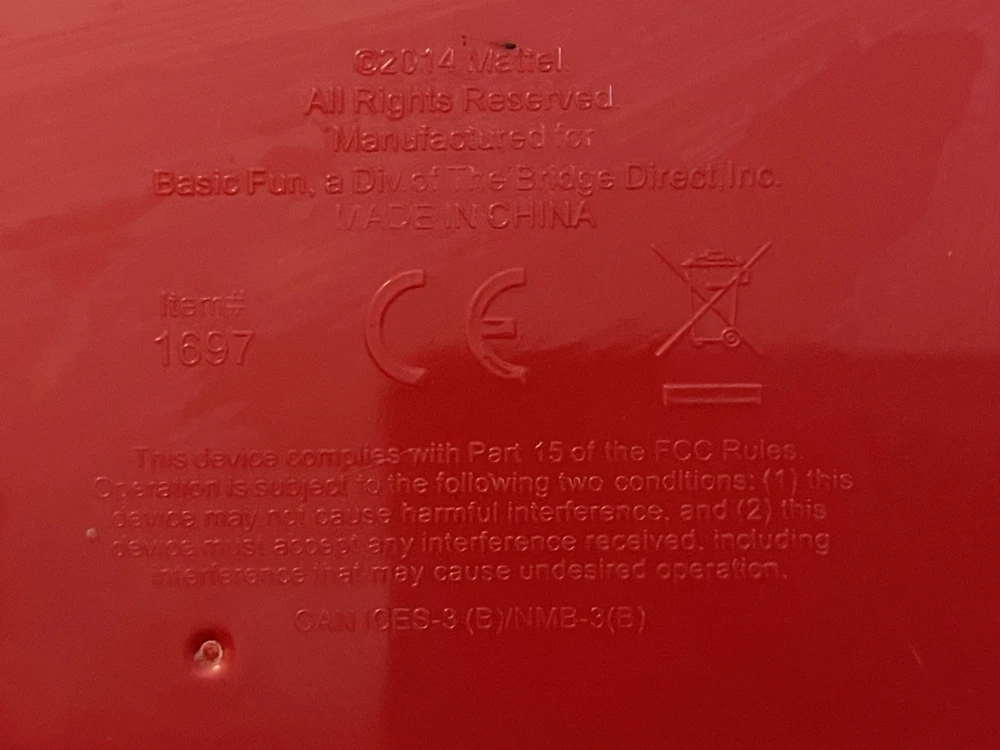 ©2014 Mattel.
All Rights Reserved.
Manufactured for
Basic Fun, a Div. of The Bridge Direct, Inc.
MADE IN CHINA
Item#
1697
CE
This device complies with Part 15 of the FCC Rules.
Operation is subject to the following two conditions: (1) this
device may not cause harmful interference, and (2) this
device must accept any interference received, including
interference that may cause undesired operation.
CAN ICES-3 (B)/NMB-3(B)